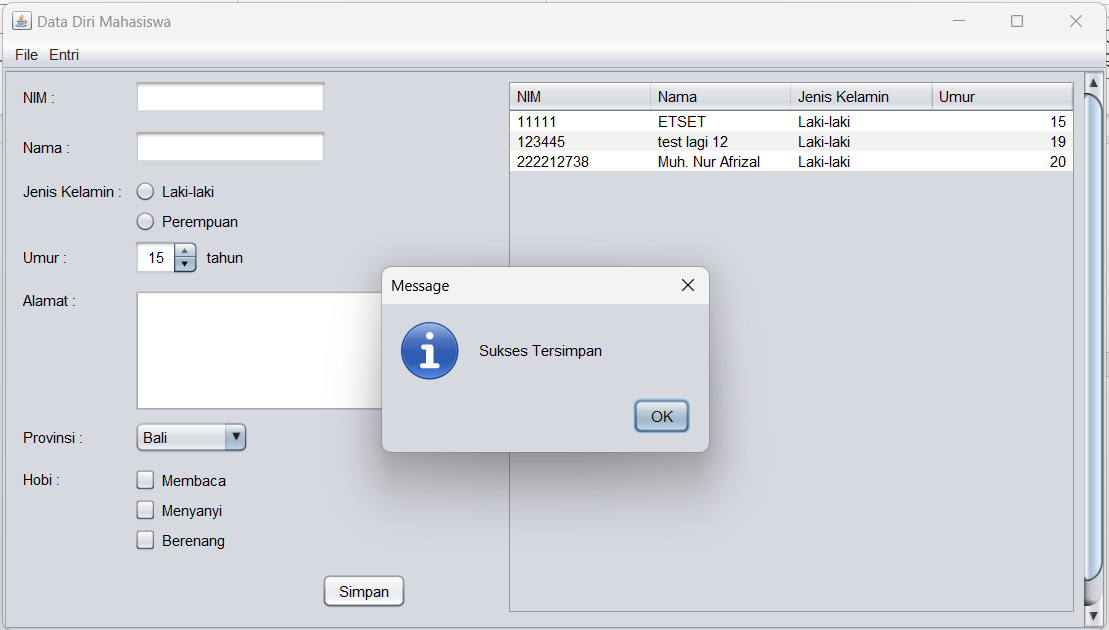 Data Diri Mahasiswa
File Entri
NIM :
Nama :
Jenis Kelamin : Laki-laki
Perempuan
Umur : 15 tahun
Alamat :
Provinsi : Bali
Hobi : Membaca
Menyanyi
Berenang
Simpan
NIM Nama Jenis Kelamin Umur
11111 ETSET Laki-laki 15
123445 test lagi 12 Laki-laki 19
222212738 Muh. Nur Afrizal Laki-laki 20
Message
Sukses Tersimpan
OK